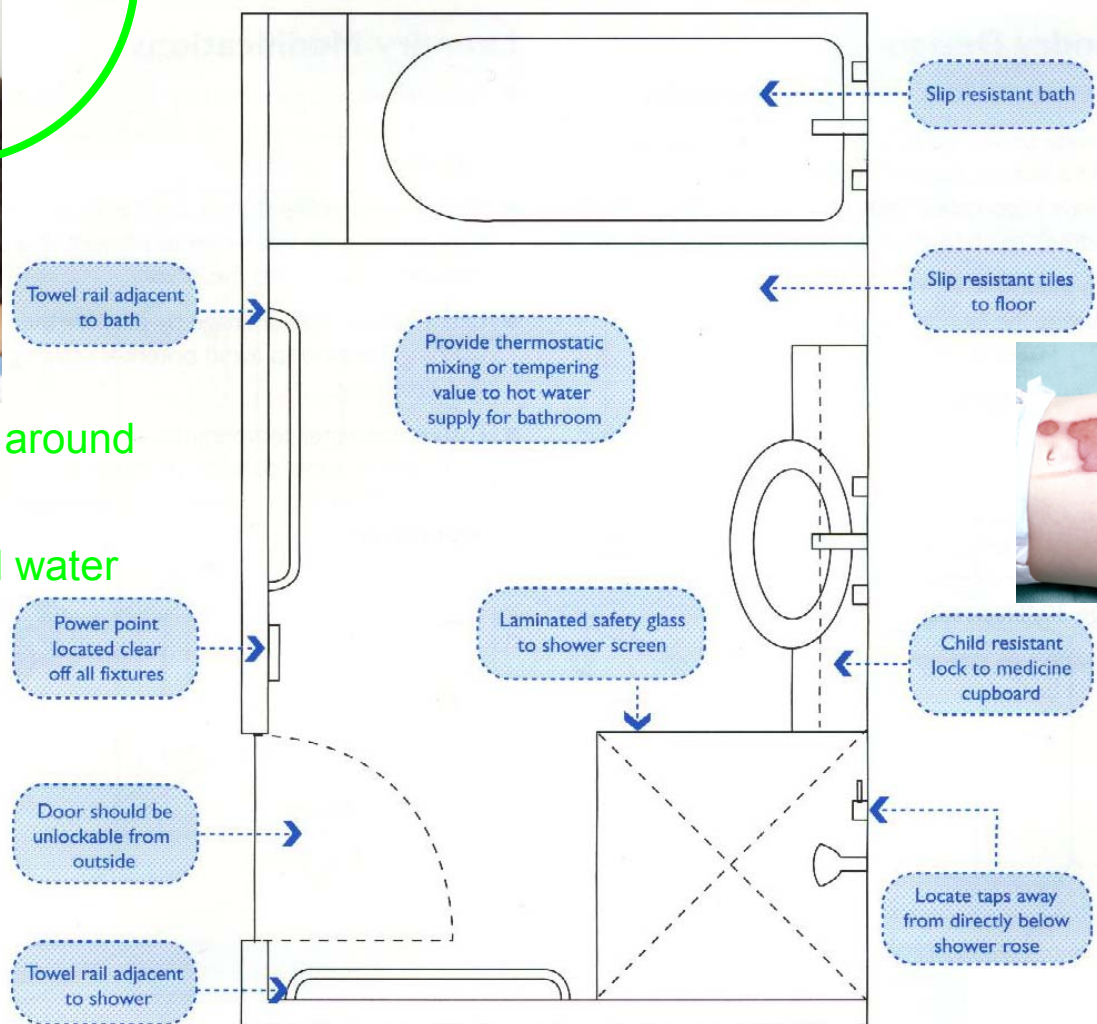 Slip resistant bath
Slip resistant tiles
to floor
Towel rail adjacent
to bath
Provide thermostatic
mixing or tempering
value to hot water
supply for bathroom
around
water
Power point
located clear
off all fixtures
Laminated safety glass
to shower screen
Child resistant
lock to medicine
cupboard
Door should be
unlockable from
outside
Locate taps away
from directly below
shower rose
Towel rail adjacent
to shower